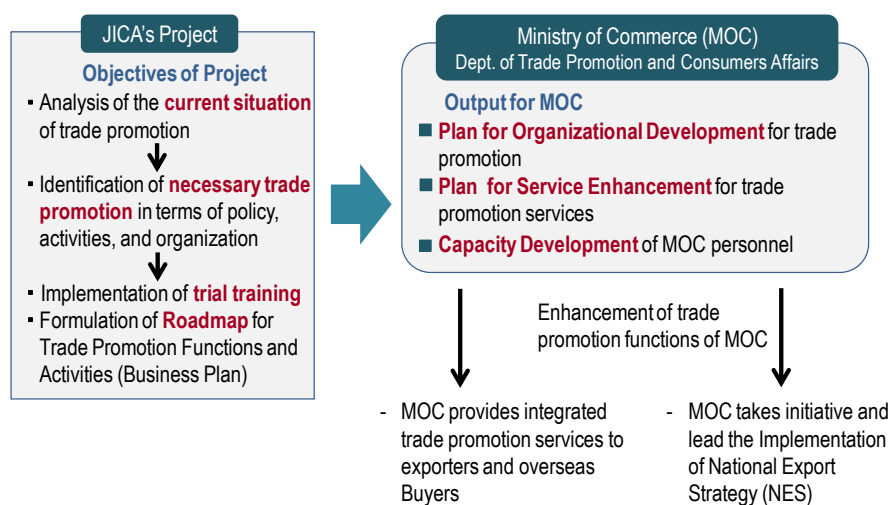 JICA's Project
Objectives of Project
▪ Analysis of the current situation
of trade promotion
▪ Identification of necessary trade
promotion in terms of policy,
activities, and organization
▪ Implementation of trial training
▪ Formulation of Roadmap for
Trade Promotion Functions and
Activities (Business Plan)
Ministry of Commerce (MOC)
Dept. of Trade Promotion and Consumers Affairs
Output for MOC
■ Plan for Organizational Development for trade
promotion
■ Plan for Service Enhancement for trade
promotion services
■ Capacity Development of MOC personnel
Enhancement of trade
promotion functions of MOC
- MOC provides integrated
trade promotion services to
exporters and overseas
Buyers
- MOC takes initiative and
lead the Implementation
of National Export
Strategy (NES)